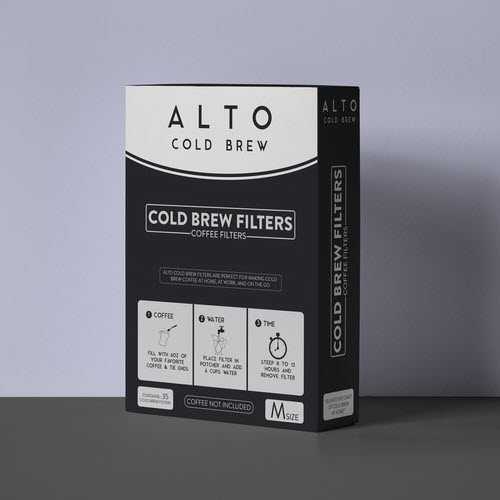 ALTO
COLD BREW
COLD BREW FILTERS
COFFEE FILTERS
ALTO COLD BREW FILTERS ARE PERFECT FOR MAKING COLD
BREW COFFEE AT HOME, AT WORK, AND ON THE GO
1 COFFEE
FILL WITH 6OZ OF
YOUR FAVORITE
COFFEE & TIE ENDS
2 WATER
PLACE FILTER IN
POTCHER AND ADD
6 CUPS WATER
3 TIME
STEEP 8 TO 12
HOURS AND
REMOVE FILTER
CONTAINS 35
COLD BREW FILTERS
COFFEE NOT INCLUDED
M SIZE
ALTO
COLD BREW
COLD BREW FILTERS
COFFEE FILTERS